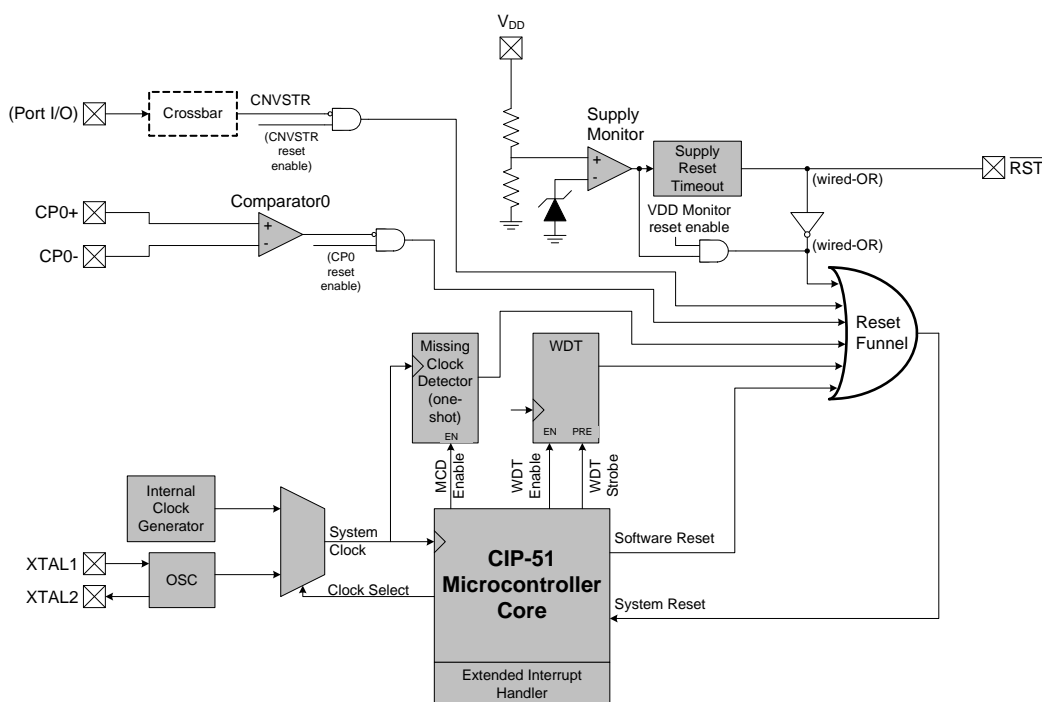 VDD
(Port I/O)
Crossbar
CNVSTR
(CNVSTR
reset
enable)
Supply
Monitor
+
-
Supply
Reset
Timeout
(wired-OR)
RST
CP0+
CP0-
Comparator0
+
-
(CP0
reset
enable)
VDD Monitor
reset enable
(wired-OR)
Reset
Funnel
Missing
Clock
Detector
(one-
shot)
EN
WDT
EN
PRE
MCD
Enable
WDT
Enable
WDT
Strobe
Internal
Clock
Generator
System
Clock
XTAL1
XTAL2
OSC
Clock Select
CIP-51
Microcontroller
Core
Software Reset
System Reset
Extended Interrupt
Handler